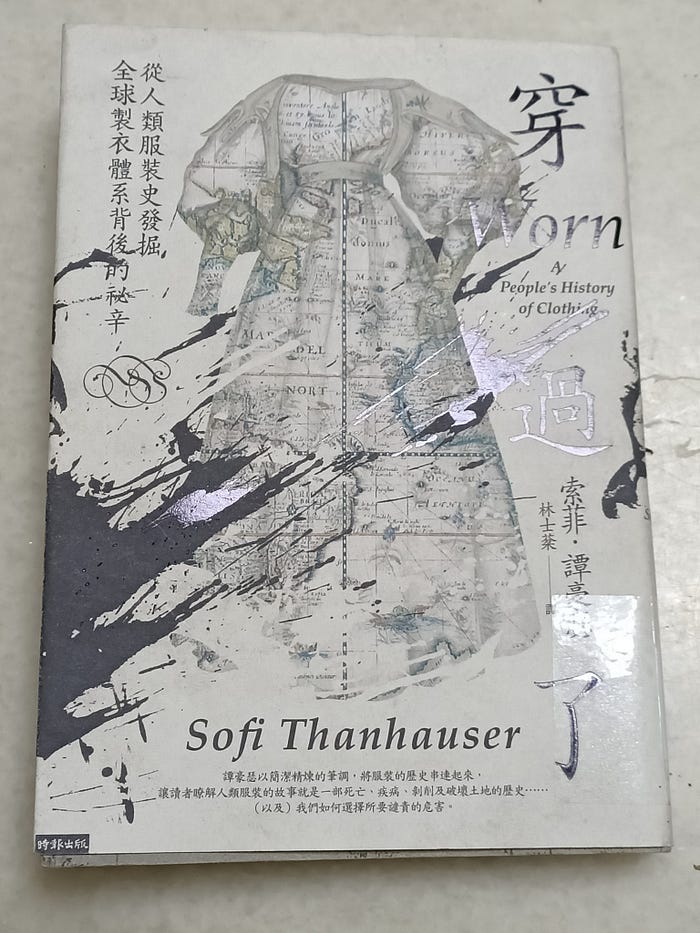 穿
過
了
Worn
A
People's History
of Clothing
從人類服裝史發掘
全球製衣體系背後的祕辛
索菲．譚豪
林士棻
譯
MAR
DEL
NORT
Sofi Thanhauser
譚豪瑟以簡潔精煉的筆調，將服裝的歷史串連起來，
讓讀者瞭解人類服裝的故事就是一部死亡、疾病、剝削及破壞土地的歷史……
（以及）我們如何選擇所要譴責的危害。
時報出版